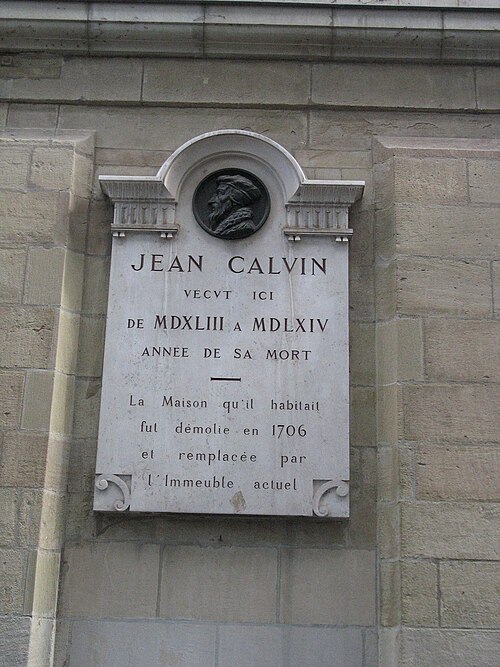 JEAN CALVIN
VECVT ICI
DE MDXLIII A MDLXIV
ANNEE DE SA MORT
La Maison qu'il habitait
fut démolie en 1706
et remplacée par
l'Immeuble actuel